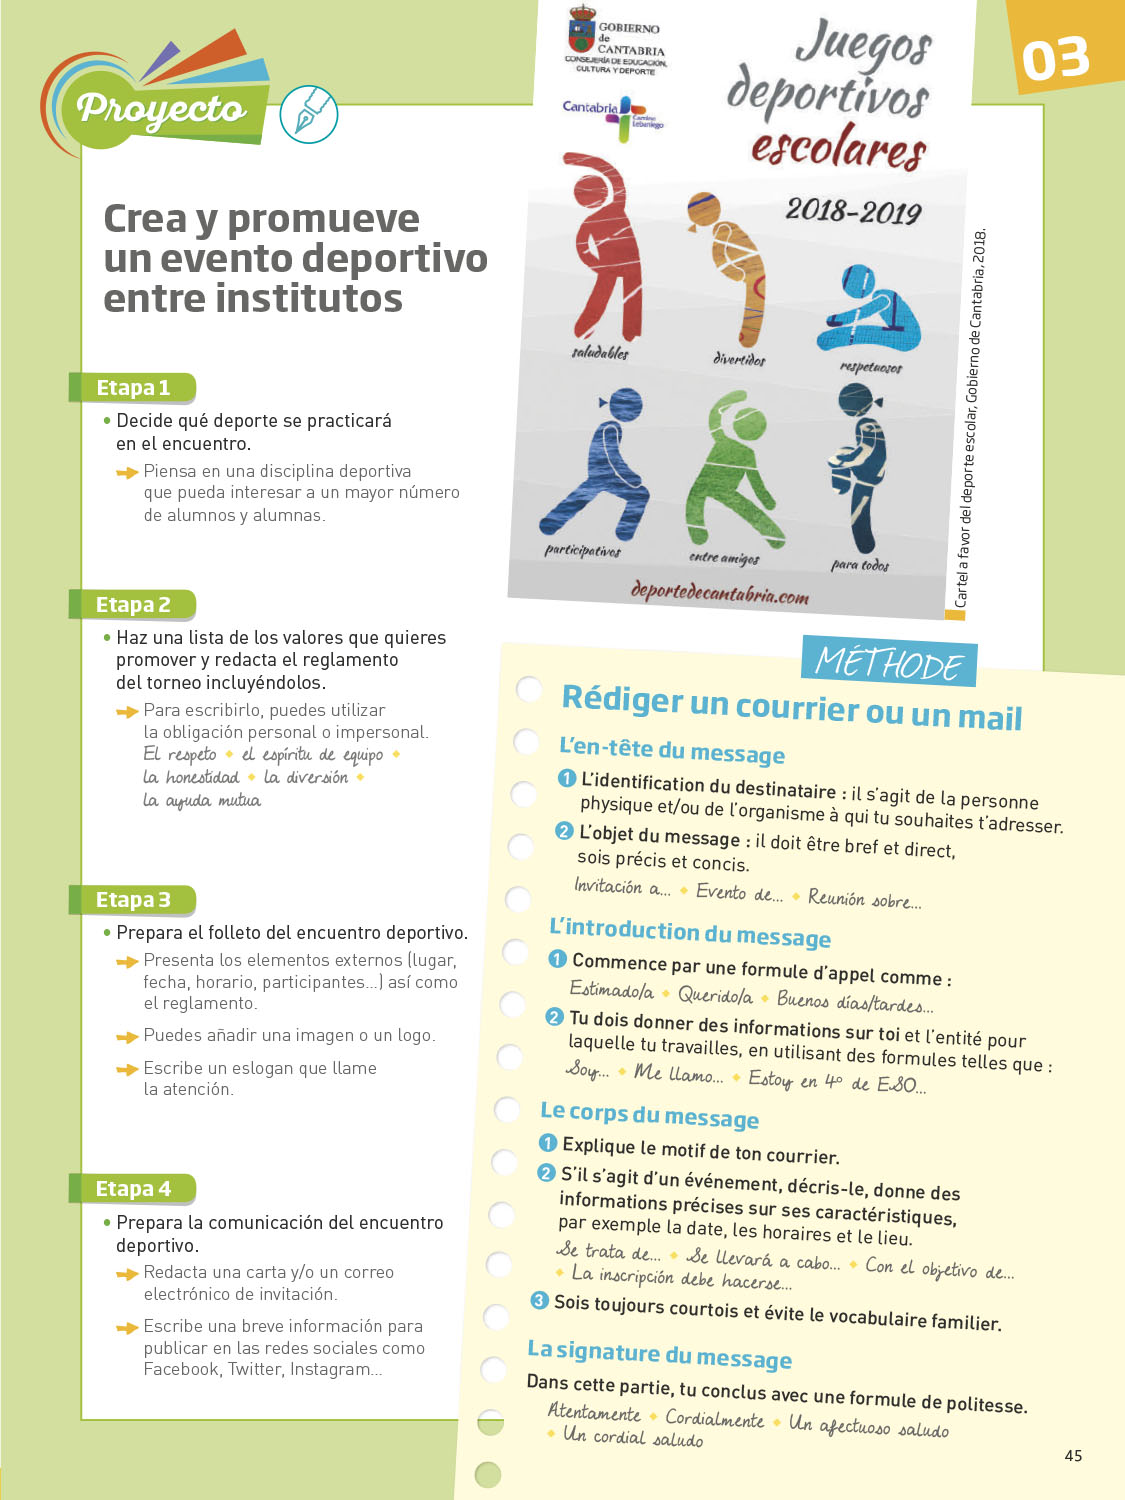 Proyecto
03
Crea y promueve
un evento deportivo
entre institutos
GOBIERNO
de
CANTABRIA
CONSEJERÍA DE EDUCACIÓN,
CULTURA Y DEPORTE
Cantabria
Camino
Lebaniego
Juegos
deportivos
escolares
2018-2019
saludables
divertidos
respetuosos
participativos
entre amigos
para todos
deportedecantabria.com
Cartel a favor del deporte escolar, Gobierno de Cantabria, 2018.
Etapa 1
• Decide qué deporte se practicará
en el encuentro.
Piensa en una disciplina deportiva
que pueda interesar a un mayor número
de alumnos y alumnas.
Etapa 2
• Haz una lista de los valores que quieres
promover y redacta el reglamento
del torneo incluyéndolos.
Para escribirlo, puedes utilizar
la obligación personal o impersonal.
El respeto ◆ el espíritu de equipo ◆
la honestidad ◆ la diversión ◆
la ayuda mutua
Etapa 3
• Prepara el folleto del encuentro deportivo.
Presenta los elementos externos (lugar,
fecha, horario, participantes...) así como
el reglamento.
Puedes añadir una imagen o un logo.
Escribe un eslogan que llame
la atención.
Etapa 4
• Prepara la comunicación del encuentro
deportivo.
Redacta una carta y/o un correo
electrónico de invitación.
Escribe una breve información para
publicar en las redes sociales como
Facebook, Twitter, Instagram...
MÉTHODE
Rédiger un courrier ou un mail
L'en-tête du message
1 L'identification du destinataire : il s'agit de la personne
physique et/ou de l'organisme à qui tu souhaites t'adresser.
2 L'objet du message : il doit être bref et direct,
sois précis et concis.
Invitación a... ◆ Evento de... ◆ Reunión sobre...
L'introduction du message
1 Commence par une formule d'appel comme :
Estimado/a ◆ Querido/a ◆ Buenos días/tardes...
2 Tu dois donner des informations sur toi et l'entité pour
laquelle tu travailles, en utilisant des formules telles que :
Soy... ◆ Me llamo... ◆ Estoy en 4º de ESO...
Le corps du message
1 Explique le motif de ton courrier.
2 S'il s'agit d'un événement, décris-le, donne des
informations précises sur ses caractéristiques,
par exemple la date, les horaires et le lieu.
Se trata de... ◆ Se llevará a cabo... ◆ Con el objetivo de...
◆ La inscripción debe hacerse...
3 Sois toujours courtois et évite le vocabulaire familier.
La signature du message
Dans cette partie, tu conclus avec une formule de politesse.
Atentamente ◆ Cordialmente ◆ Un afectuoso saludo
◆ Un cordial saludo
45